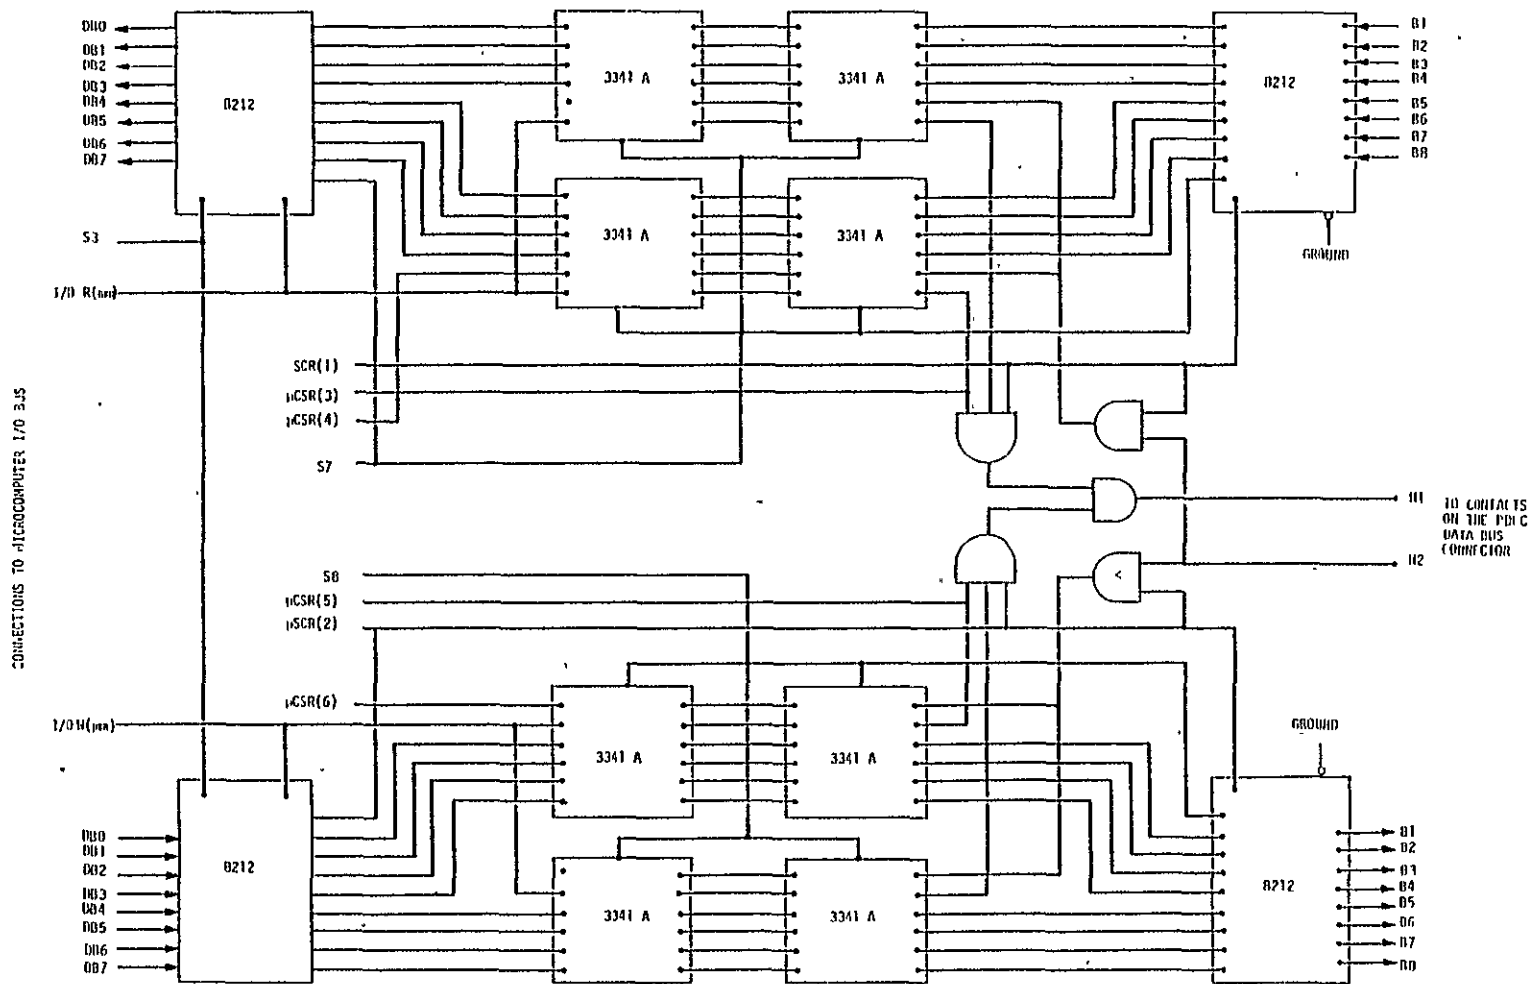 DB0
DB1
DB2
DB3
DB4
DB5
DB6
DB7
8212
3341 A
3341 A
8212
B1
B2
B3
B4
B5
B6
B7
B8
3341 A
3341 A
S3
GROUND
I/O R
SCR(1)
μCSR(3)
μCSR(4)
S7
CONNECTIONS TO MICROCOMPUTER I/O BUS
H1
H2
TO CONTACTS
ON THE
DATA BUS
CONNECTOR
S8
μCSR(5)
μSCR(2)
μCSR(6)
I/O W
3341 A
3341 A
GROUND
DB0
DB1
DB2
DB3
DB4
DB5
DB6
DB7
8212
3341 A
3341 A
8212
B1
B2
B3
B4
B5
B6
B7
B8